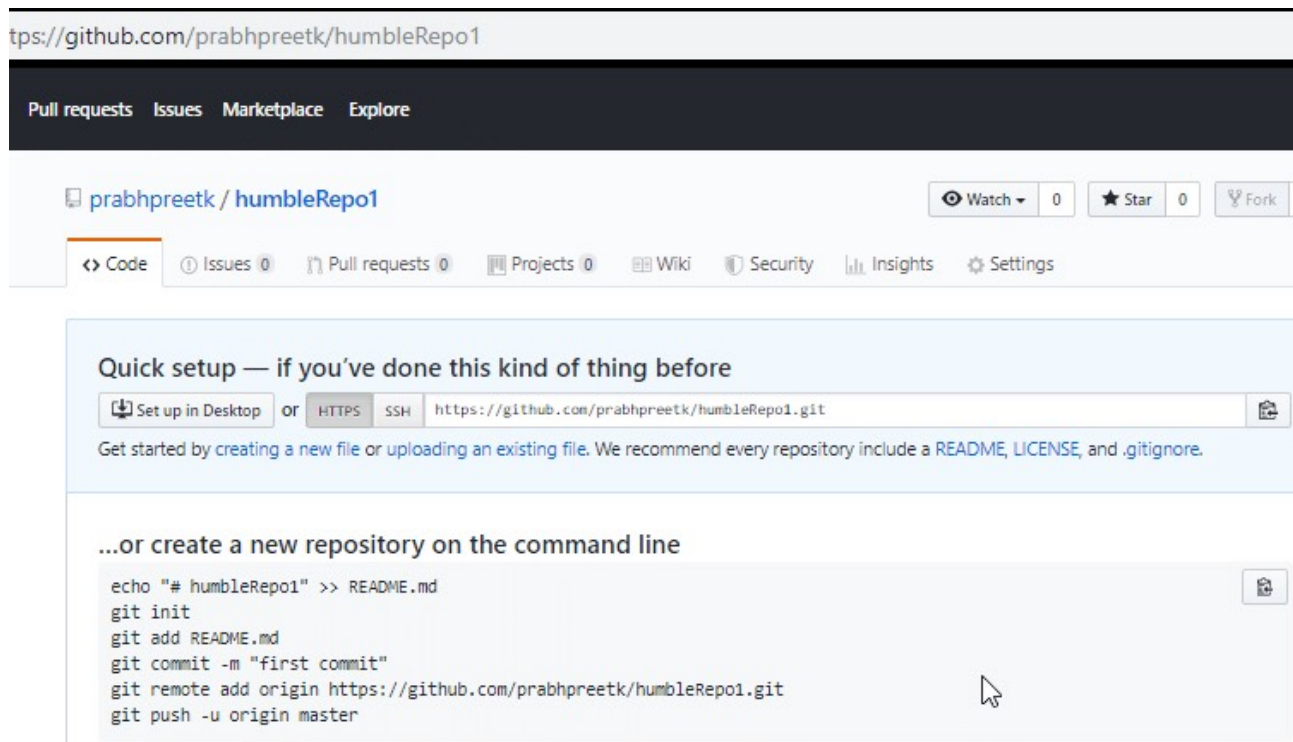 tps://github.com/prabhpreetk/humbleRepo1
Pull requests Issues Marketplace Explore
prabhpreetk / humbleRepo1 Watch 0 Star 0 Fork
<> Code Issues 0 Pull requests 0 Projects 0 Wiki Security Insights Settings
Quick setup — if you’ve done this kind of thing before
Set up in Desktop or HTTPS SSH https://github.com/prabhpreetk/humbleRepo1.git
Get started by creating a new file or uploading an existing file. We recommend every repository include a README, LICENSE, and .gitignore.
...or create a new repository on the command line
echo "# humbleRepo1" >> README.md
git init
git add README.md
git commit -m "first commit"
git remote add origin https://github.com/prabhpreetk/humbleRepo1.git
git push -u origin master